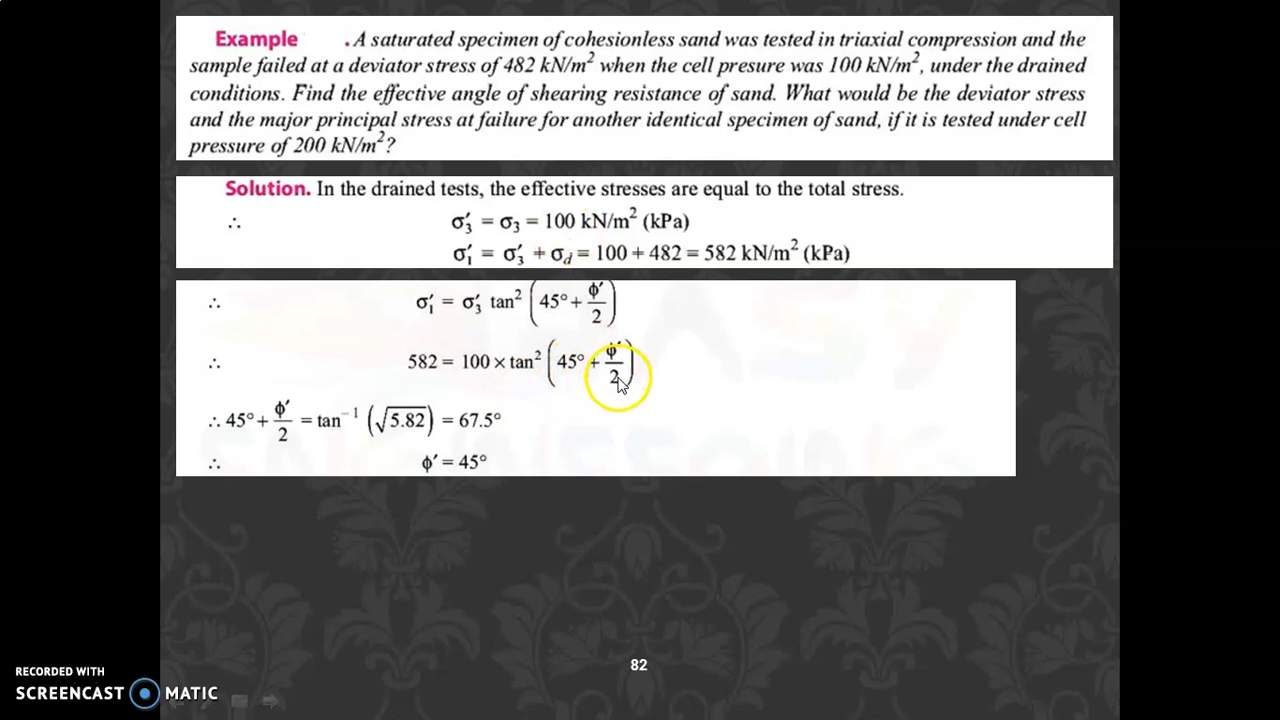 Example . A saturated specimen of cohesionless sand was tested in triaxial compression and the
sample failed at a deviator stress of 482 kN/m² when the cell presure was 100 kN/m², under the drained
conditions. Find the effective angle of shearing resistance of sand. What would be the deviator stress
and the major principal stress at failure for another identical specimen of sand, if it is tested under cell
pressure of 200 kN/m²?
Solution. In the drained tests, the effective stresses are equal to the total stress.
∴ σ₃′ = σ₃ = 100 kN/m² (kPa)
σ₁′ = σ₃′ + σ_d = 100 + 482 = 582 kN/m² (kPa)
∴ σ₁′ = σ₃′ tan² (45° + φ′/2)
∴ 582 = 100 × tan² (45° + φ′/2)
∴ 45° + φ′/2 = tan⁻¹ (√5.82) = 67.5°
∴ φ′ = 45°
82
RECORDED WITH
SCREENCAST MATIC